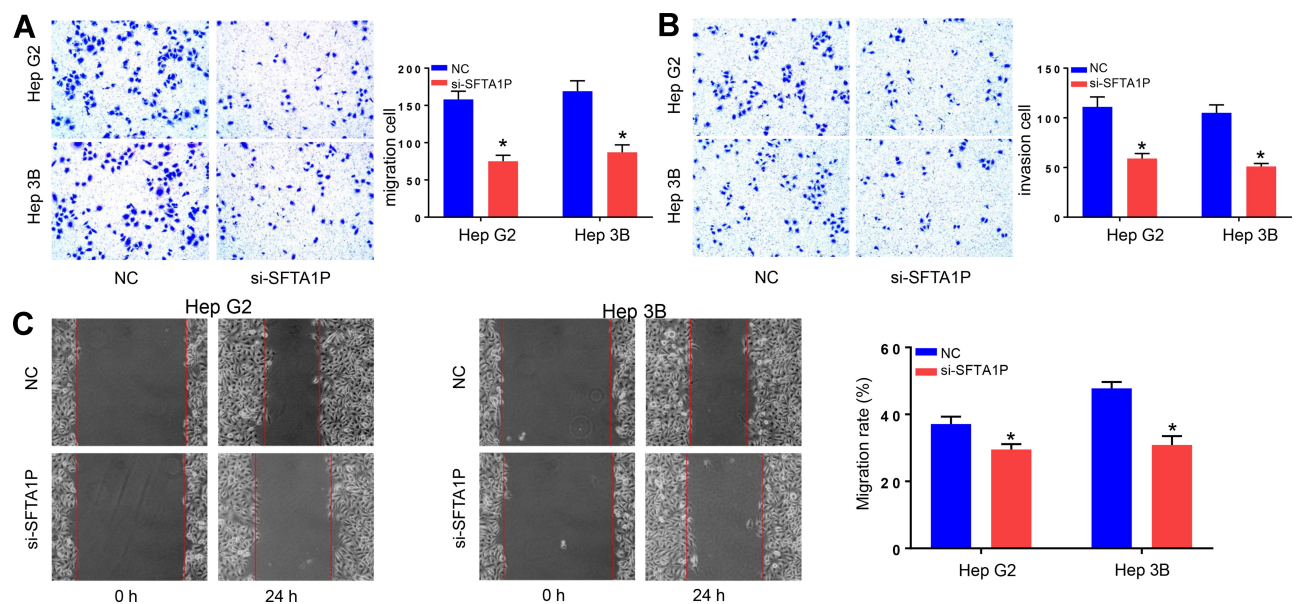 A
Hep G2
Hep 3B
NC
si-SFTA1P
migration cell
200
150
100
50
0
NC
si-SFTA1P
*
*
Hep G2
Hep 3B
B
Hep G2
Hep 3B
NC
si-SFTA1P
invasion cell
150
100
50
0
NC
si-SFTA1P
*
*
Hep G2
Hep 3B
C
Hep G2
NC
si-SFTA1P
0 h
24 h
Hep 3B
NC
si-SFTA1P
0 h
24 h
Migration rate (%)
60
40
20
0
NC
si-SFTA1P
*
*
Hep G2
Hep 3B